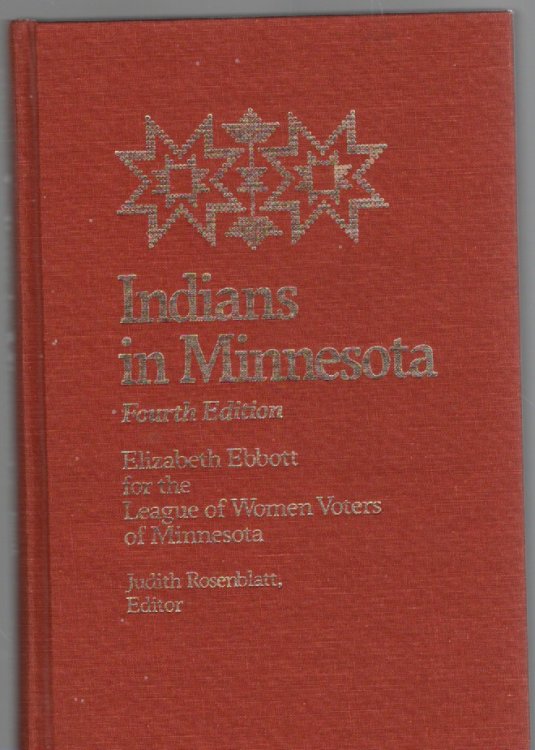 Indians
in Minnesota
Fourth Edition
Elizabeth Ebbott
for the
League of Women Voters
of Minnesota
Judith Rosenblatt,
Editor